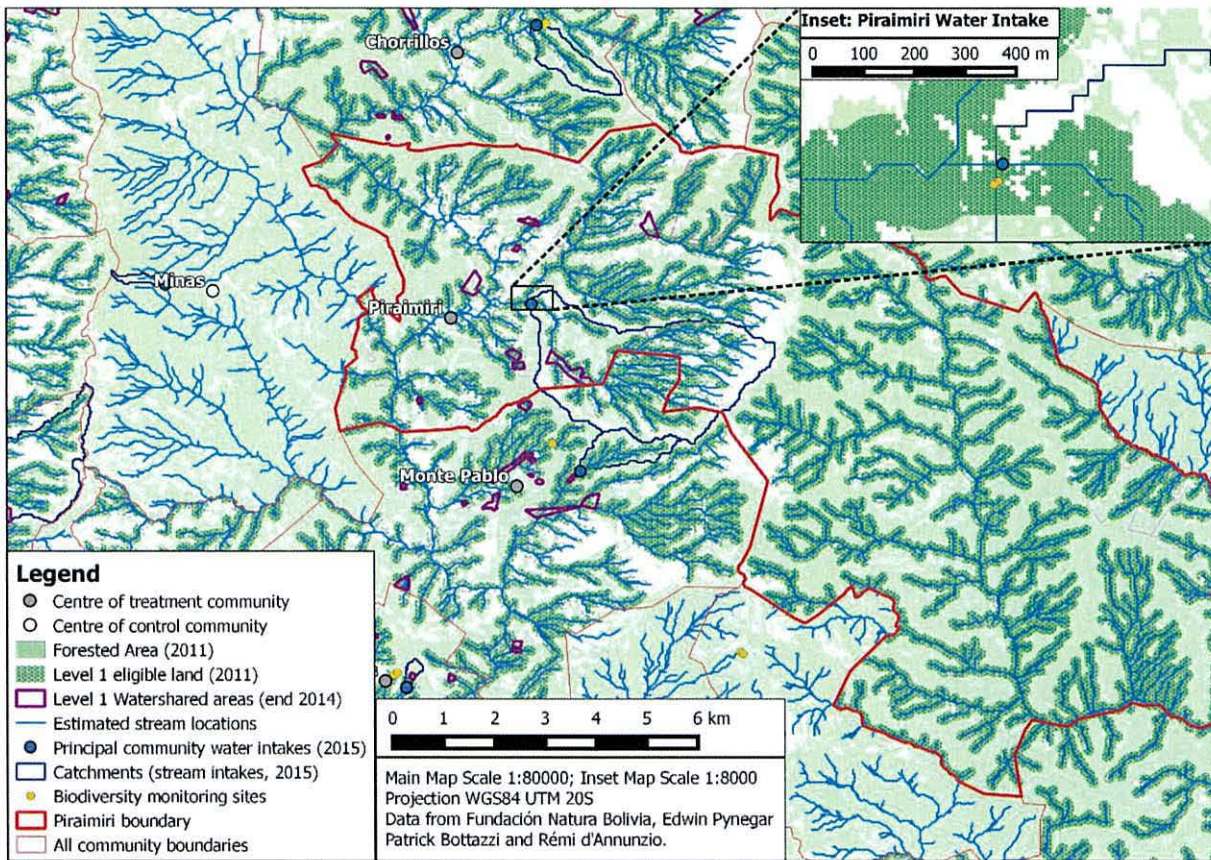 Inset: Piraimiri Water Intake
0 100 200 300 400 m
Chorrillos
Minas
Piraimiri
Monte Pablo
Legend
Centre of treatment community
Centre of control community
Forested Area (2011)
Level 1 eligible land (2011)
Level 1 Watershared areas (end 2014)
Estimated stream locations
Principal community water intakes (2015)
Catchments (stream intakes, 2015)
Biodiversity monitoring sites
Piraimiri boundary
All community boundaries
0 1 2 3 4 5 6 km
Main Map Scale 1:80000; Inset Map Scale 1:8000
Projection WGS84 UTM 20S
Data from Fundación Natura Bolivia, Edwin Pynegar
Patrick Bottazzi and Rémi d'Annunzio.